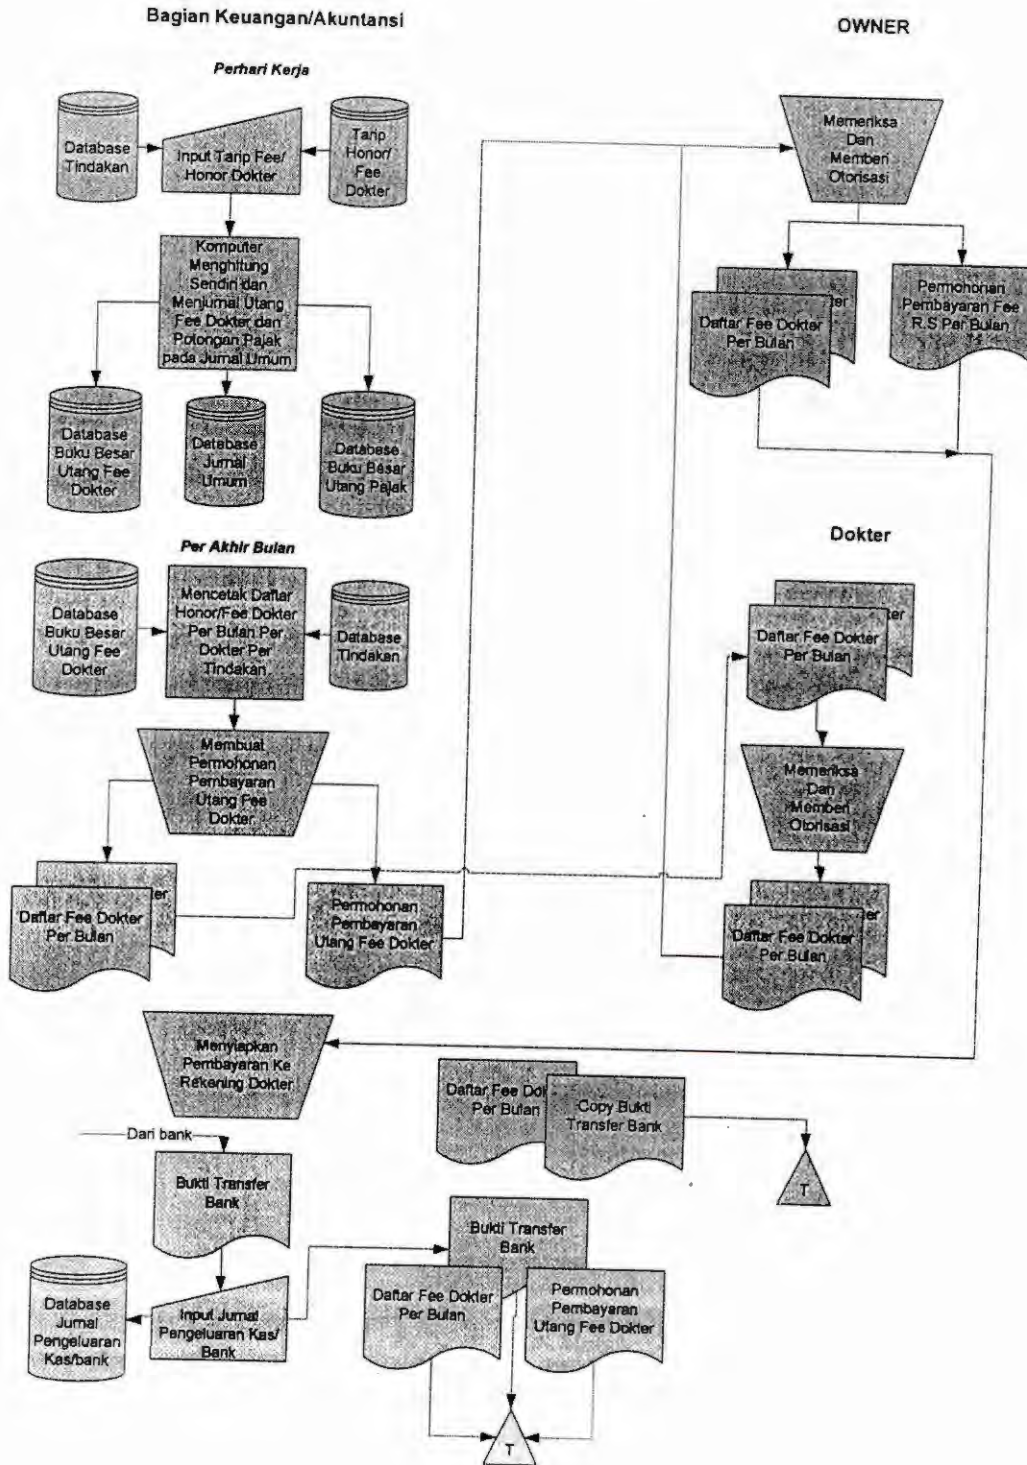 Bagian Keuangan/Akuntansi
OWNER
Perhari Kerja
Database
Tindakan
Input Tarip Fee/
Honor Dokter
Tarip
Honor/
Fee
Dokter
Memeriksa
Dan
Memberi
Otorisasi
Komputer
Menghitung
Sendiri dan
Menjurnal Utang
Fee Dokter dan
Potongan Pajak
pada Jurnal Umum
Daftar Fee Dokter
Per Bulan
Permohonan
Pembayaran Fee
R.S Per Bulan
Database
Buku Besar
Utang Fee
Dokter
Database
Jurnal
Umum
Database
Buku Besar
Utang Pajak
Per Akhir Bulan
Dokter
Database
Buku Besar
Utang Fee
Dokter
Mencetak Daftar
Honor/Fee Dokter
Per Bulan Per
Dokter Per
Tindakan
Database
Tindakan
Daftar Fee Dokter
Per Bulan
Membuat
Permohonan
Pembayaran
Utang Fee
Dokter
Memeriksa
Dan
Memberi
Otorisasi
Daftar Fee Dokter
Per Bulan
Permohonan
Pembayaran
Utang Fee Dokter
Daftar Fee Dokter
Per Bulan
Menyiapkan
Pembayaran Ke
Rekening Dokter
Daftar Fee Dok
Per Bulan
Copy Bukti
Transfer Bank
T
Dari bank
Bukti Transfer
Bank
Bukti Transfer
Bank
Database
Jurnal
Pengeluaran
Kas/bank
Input Jurnal
Pengeluaran Kas/
Bank
Daftar Fee Dokter
Per Bulan
Permohonan
Pembayaran
Utang Fee Dokter
T